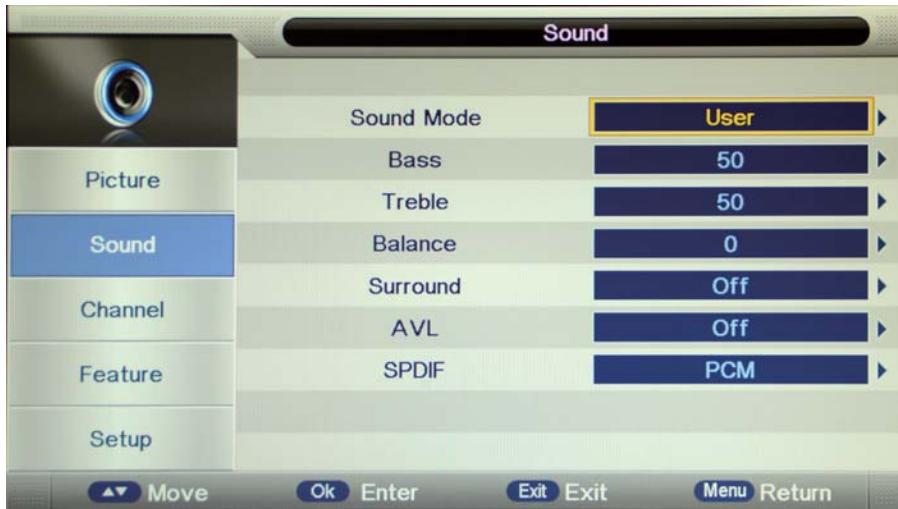 Sound
Sound Mode User
Bass 50
Treble 50
Balance 0
Surround Off
AVL Off
SPDIF PCM
Picture
Sound
Channel
Feature
Setup
Move Ok Enter Exit Exit Menu Return